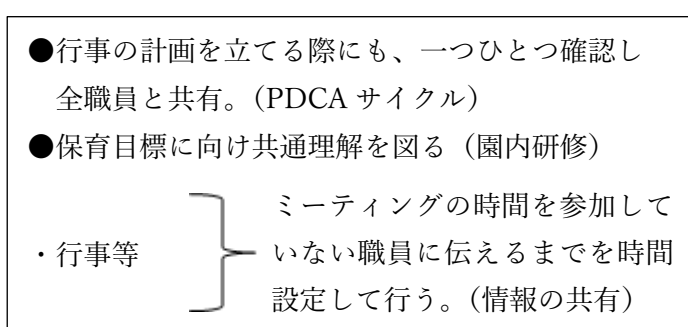 ●行事の計画を立てる際にも、一つひとつ確認し
全職員と共有。（PDCA サイクル）
●保育目標に向け共通理解を図る（園内研修）
ミーティングの時間を参加して
・行事等
いない職員に伝えるまでを時間
設定して行う。（情報の共有）